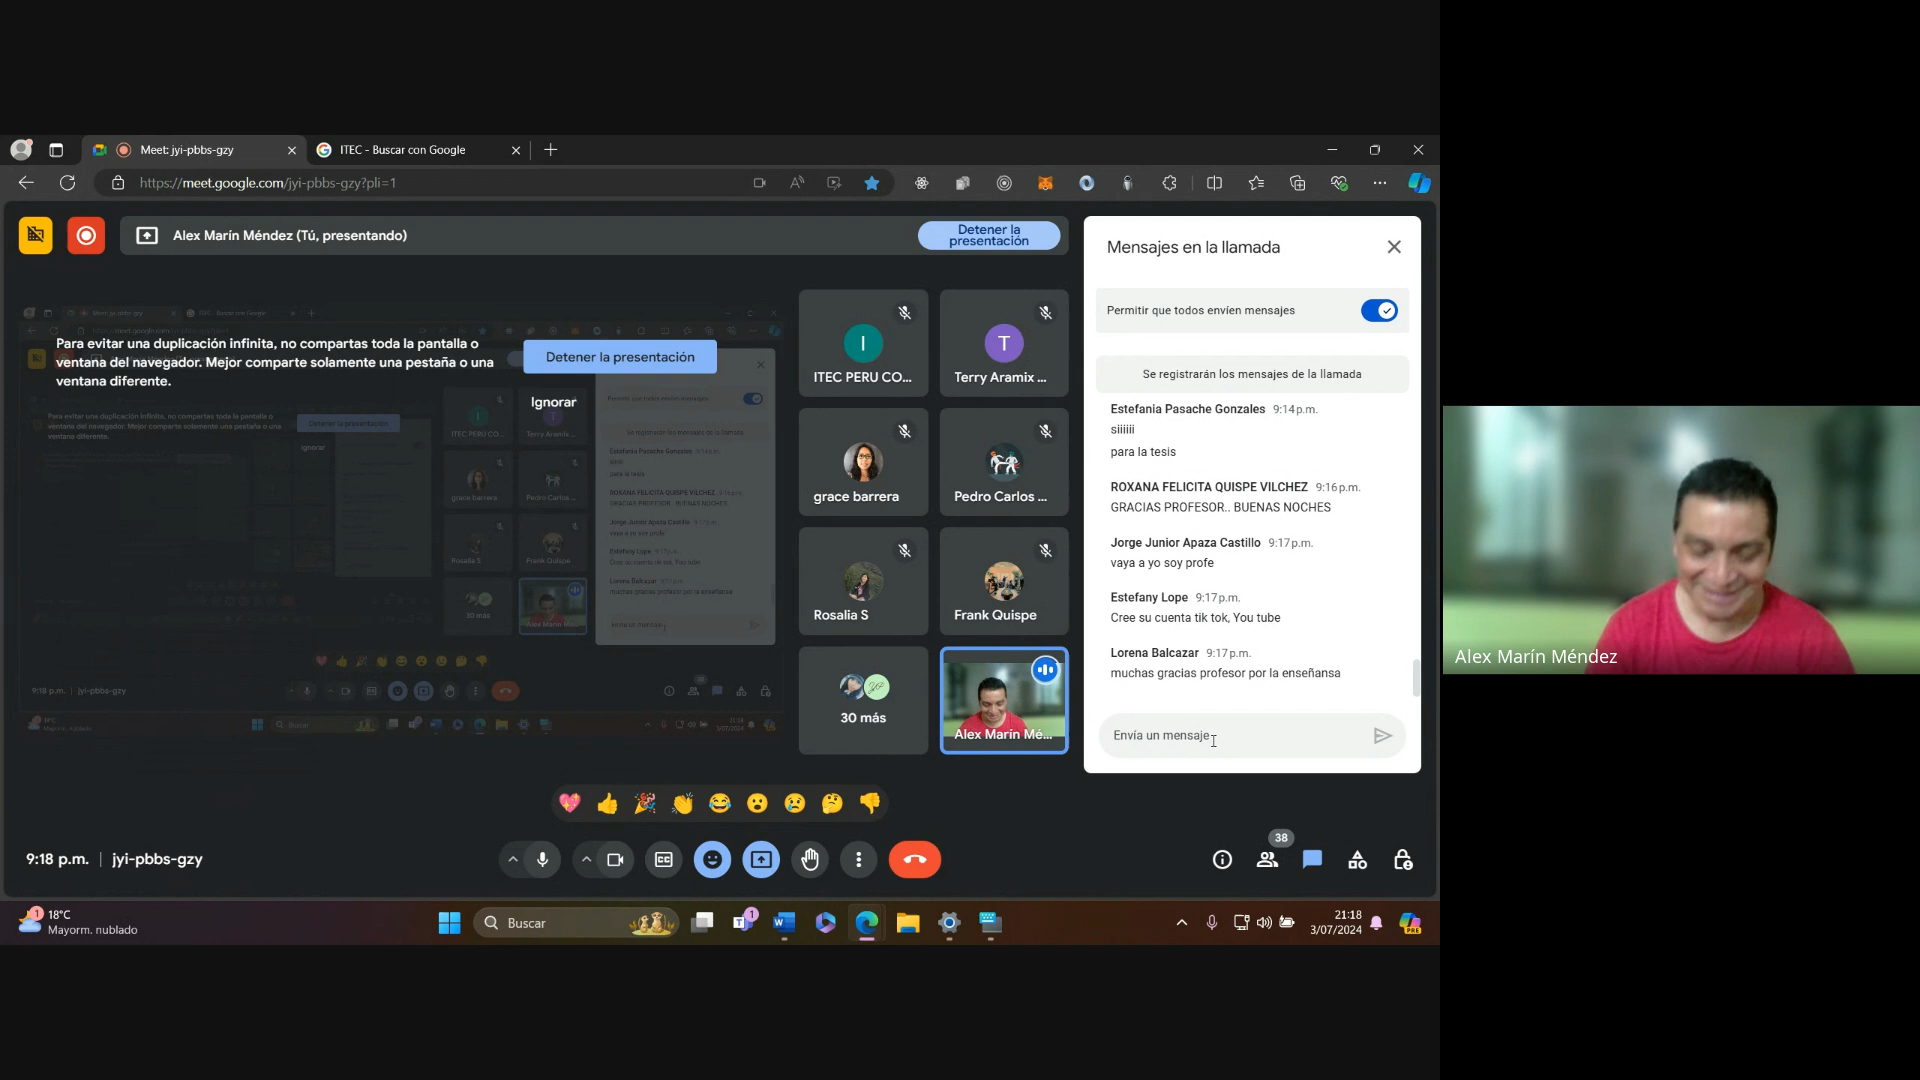 Meet: jyi-pbbs-gzy
ITEC - Buscar con Google
https://meet.google.com/jyi-pbbs-gzy?pli=1
Alex Marín Méndez (Tú, presentando)
Detener la
presentación
Para evitar una duplicación infinita, no compartas toda la pantalla o
ventana del navegador. Mejor comparte solamente una pestaña o una
ventana diferente.
Detener la presentación
Ignorar
I
ITEC PERU CO...
T
Terry Aramix ...
grace barrera
Pedro Carlos ...
Rosalia S
Frank Quispe
30 más
Alex Marín Mé...
Mensajes en la llamada
Permitir que todos envíen mensajes
Se registrarán los mensajes de la llamada
Estefania Pasache Gonzales 9:14 p.m.
siiiiii
para la tesis
ROXANA FELICITA QUISPE VILCHEZ 9:16 p.m.
GRACIAS PROFESOR.. BUENAS NOCHES
Jorge Junior Apaza Castillo 9:17 p.m.
vaya a yo soy profe
Estefany Lope 9:17 p.m.
Cree su cuenta tik tok, You tube
Lorena Balcazar 9:17 p.m.
muchas gracias profesor por la enseñansa
Envía un mensaje
Alex Marín Méndez
9:18 p.m. | jyi-pbbs-gzy
38
1
18°C
Mayorm. nublado
Buscar
1
21:18
3/07/2024
PRE